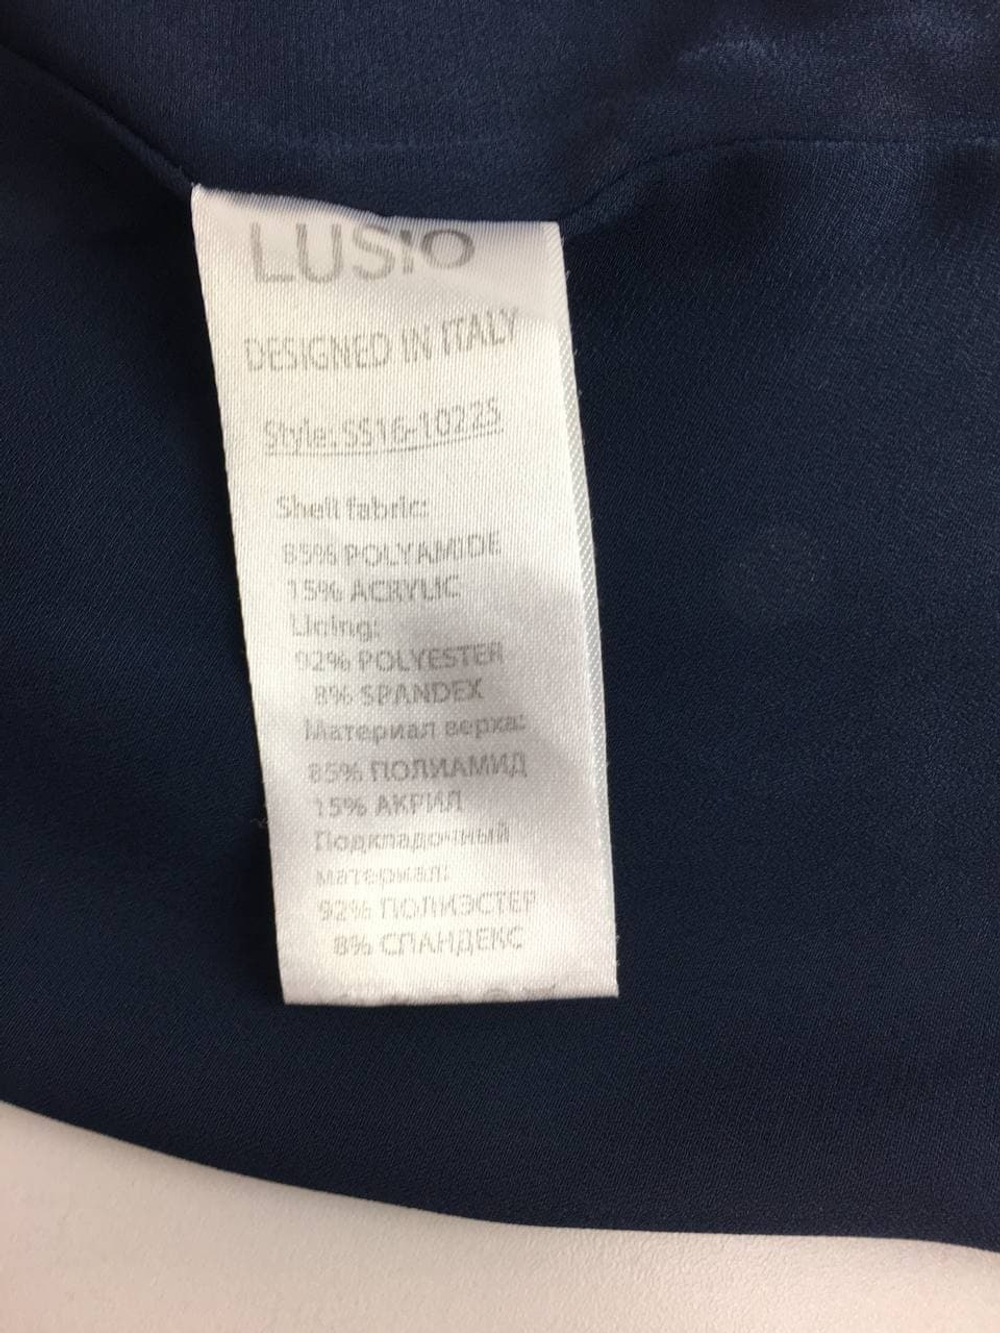 LUSIO
DESIGNED IN ITALY
Style: SS16-10225
Shell fabric:
85% POLYAMIDE
15% ACRYLIC
Lining:
92% POLYESTER
8% SPANDEX
Материал верха:
85% ПОЛИАМИД
15% АКРИЛ
Подкладочный
материал:
92% ПОЛИЭСТЕР
8% СПАНДЕКС